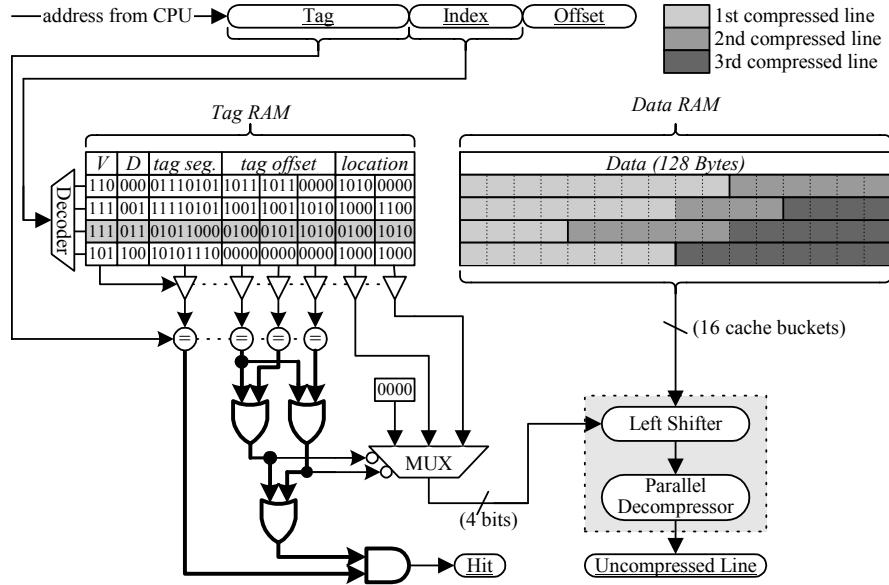 address from CPU Tag Index Offset
1st compressed line
2nd compressed line
3rd compressed line
Tag RAM
Data RAM
V D tag seg. tag offset location
Data (128 Bytes)
Decoder
110 000 01110101 1011 1011 0000 1010 0000
111 001 11110101 1001 1001 1010 1000 1100
111 011 01011000 0100 0101 1010 0100 1010
101 100 10101110 0000 0000 0000 1000 1000
(16 cache buckets)
= = = =
0000
MUX
Left Shifter
Parallel
Decompressor
(4 bits)
Hit
Uncompressed Line